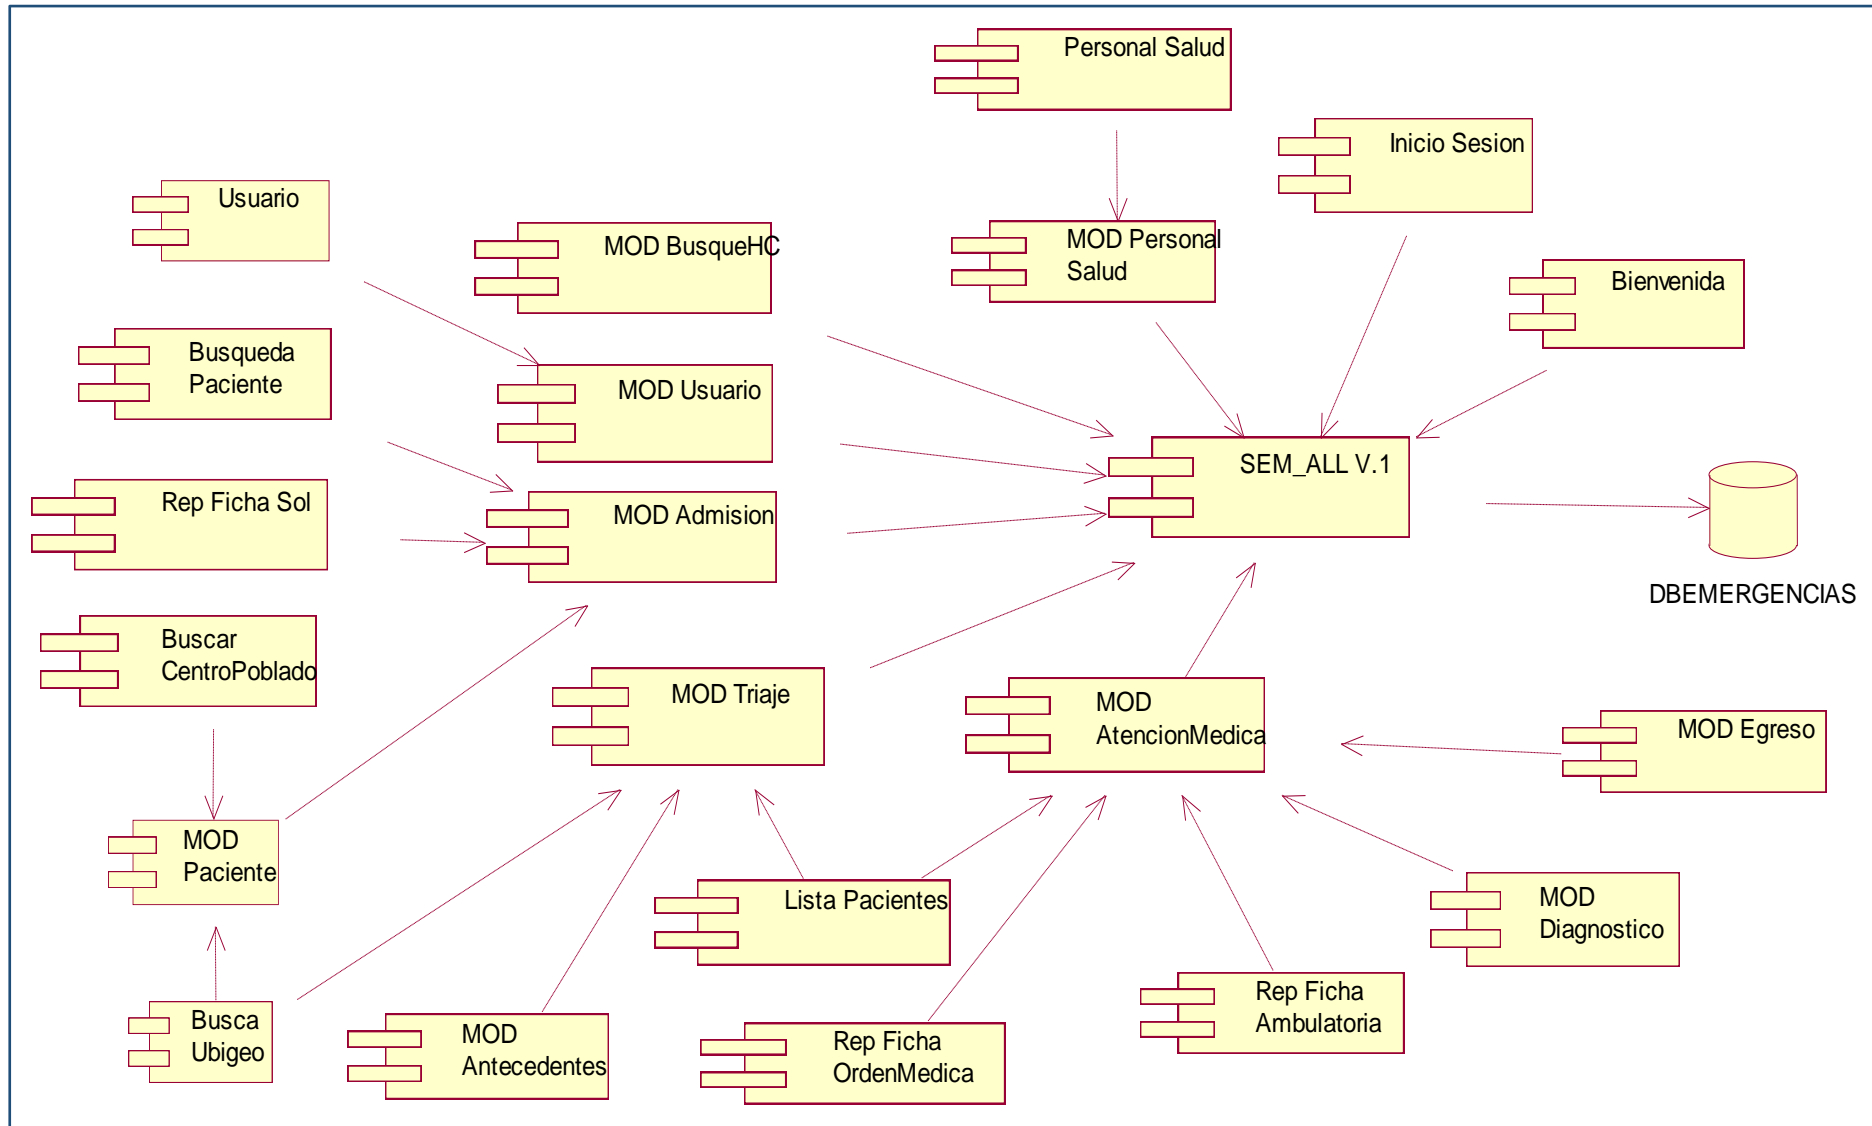 Personal Salud
Inicio Sesion
Usuario
MOD BusqueHC
MOD Personal
Salud
Bienvenida
Busqueda
Paciente
MOD Usuario
SEM_ALL V.1
Rep Ficha Sol
MOD Admision
DBEMERGENCIAS
Buscar
CentroPoblado
MOD Triaje
MOD
AtencionMedica
MOD Egreso
MOD
Paciente
Lista Pacientes
MOD
Diagnostico
Busca
Ubigeo
MOD
Antecedentes
Rep Ficha
OrdenMedica
Rep Ficha
Ambulatoria